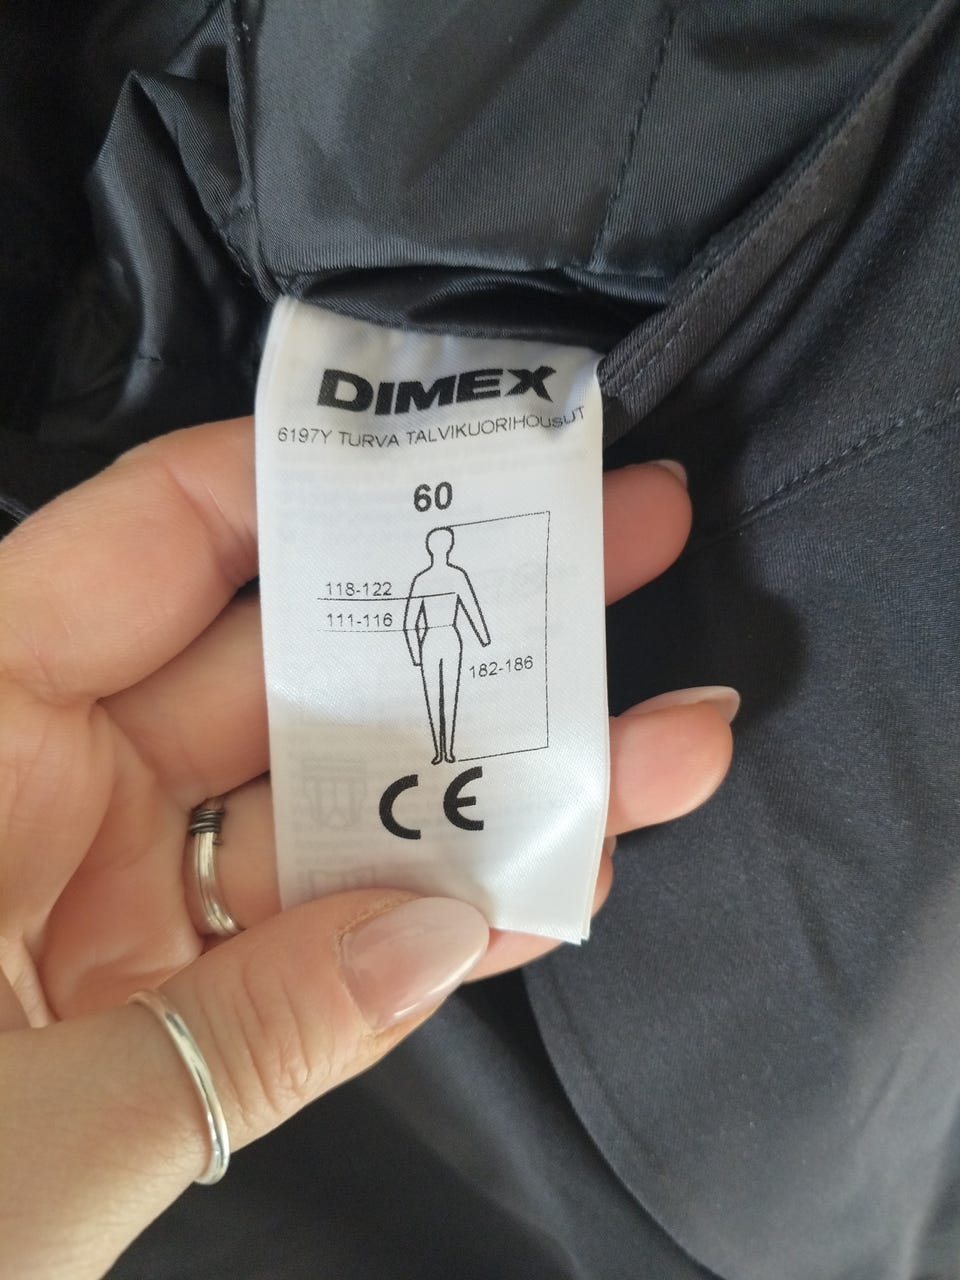 DIMEX
6197Y TURVA TALVIKUORIHOUSUT
60
118-122
111-116
182-186
CE